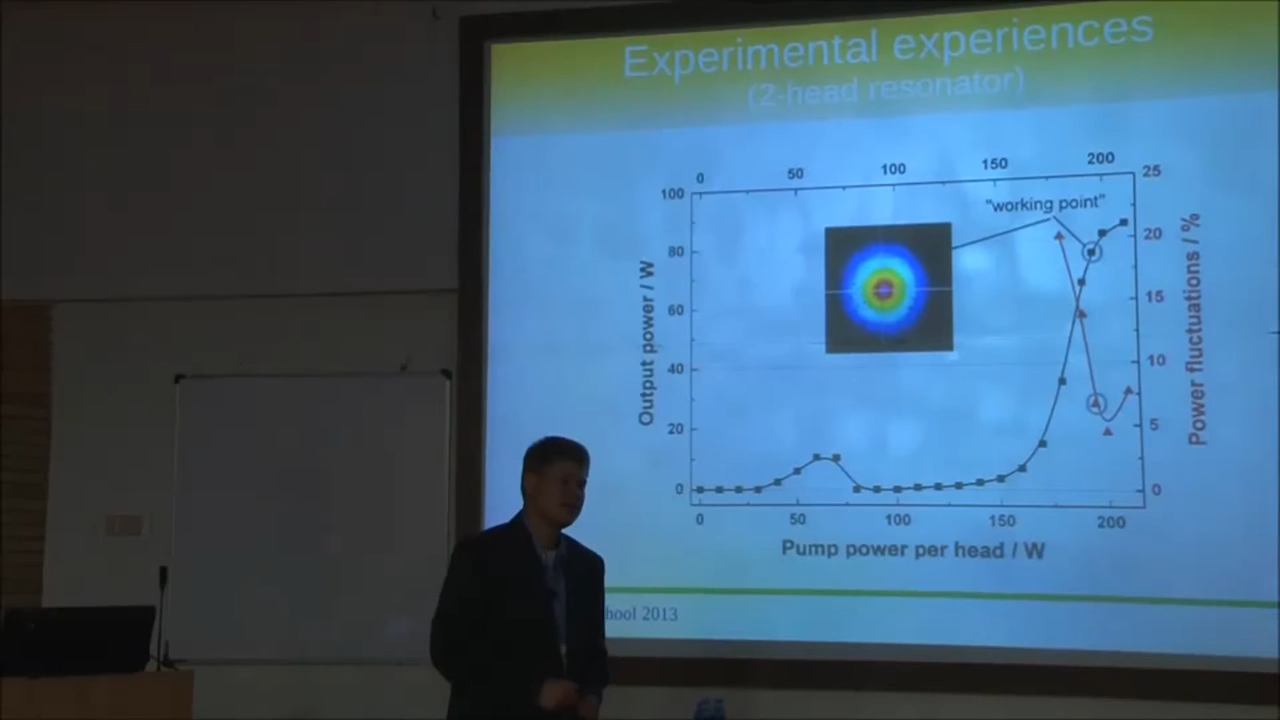 Experimental experiences
(2-head resonator)
0 50 100 150 200
100 80 60 40 20 0
25 20 15 10 5 0
"working point"
Output power / W
Power fluctuations / %
0 50 100 150 200
Pump power per head / W
hool 2013